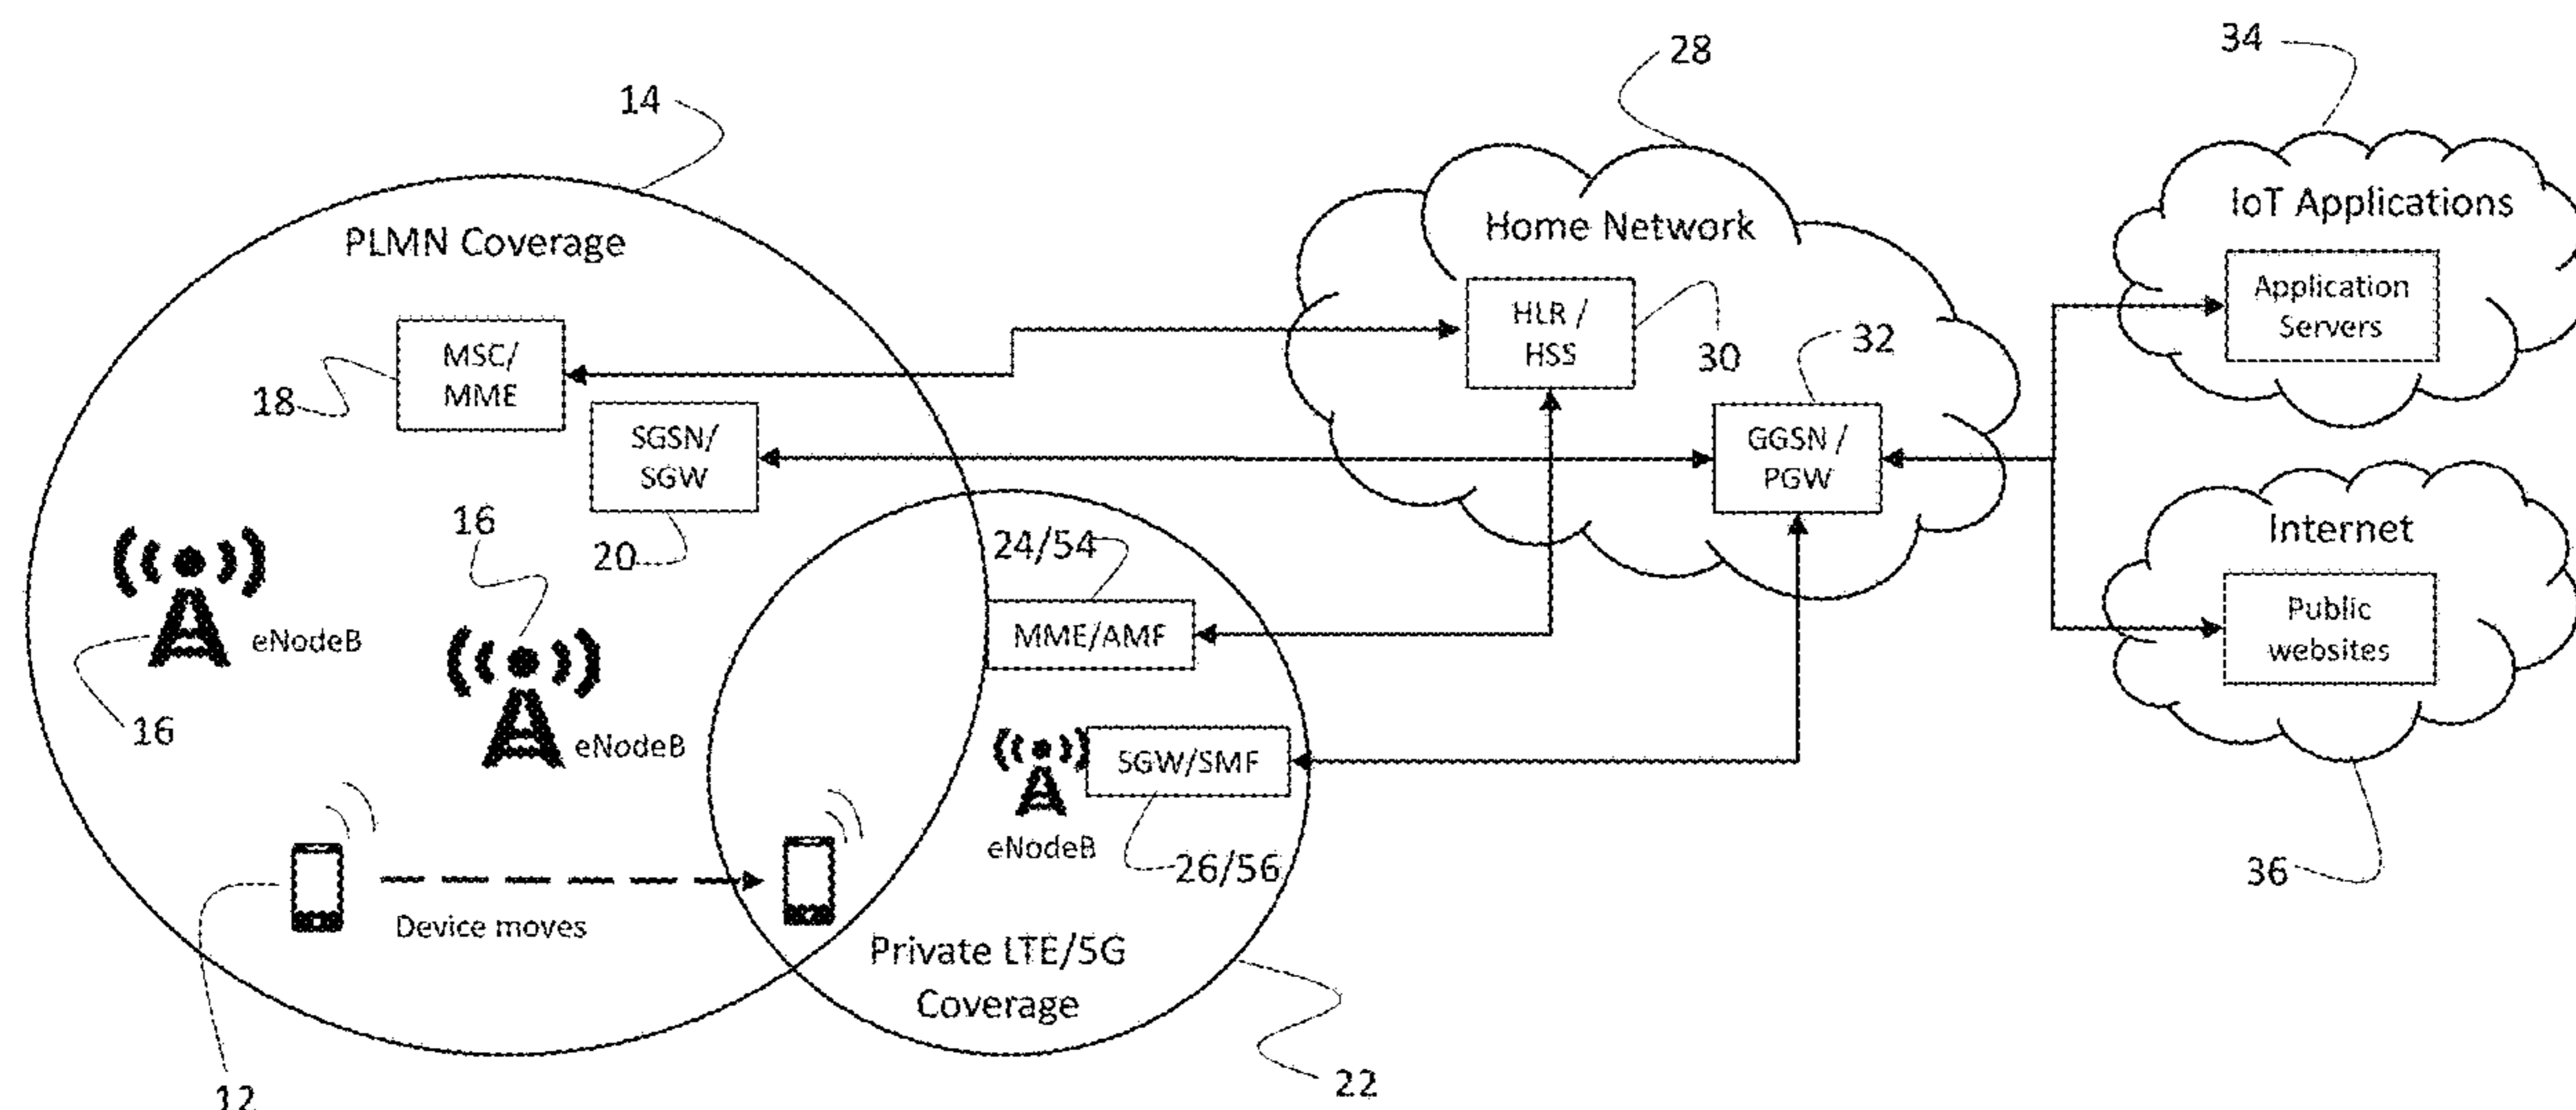 28
34
14
IoT Applications
Home Network
PLMN Coverage
Application
Servers
HLR /
HSS
30
32
MSC/
MME
18
SGSN/
SGW
GGSN /
PGW
16
20
24/54
Internet
Public
websites
MME/AMF
eNodeB
16
eNodeB
SGW/SMF
eNodeB
26/56
36
Device moves
Private LTE/5G
Coverage
22
12